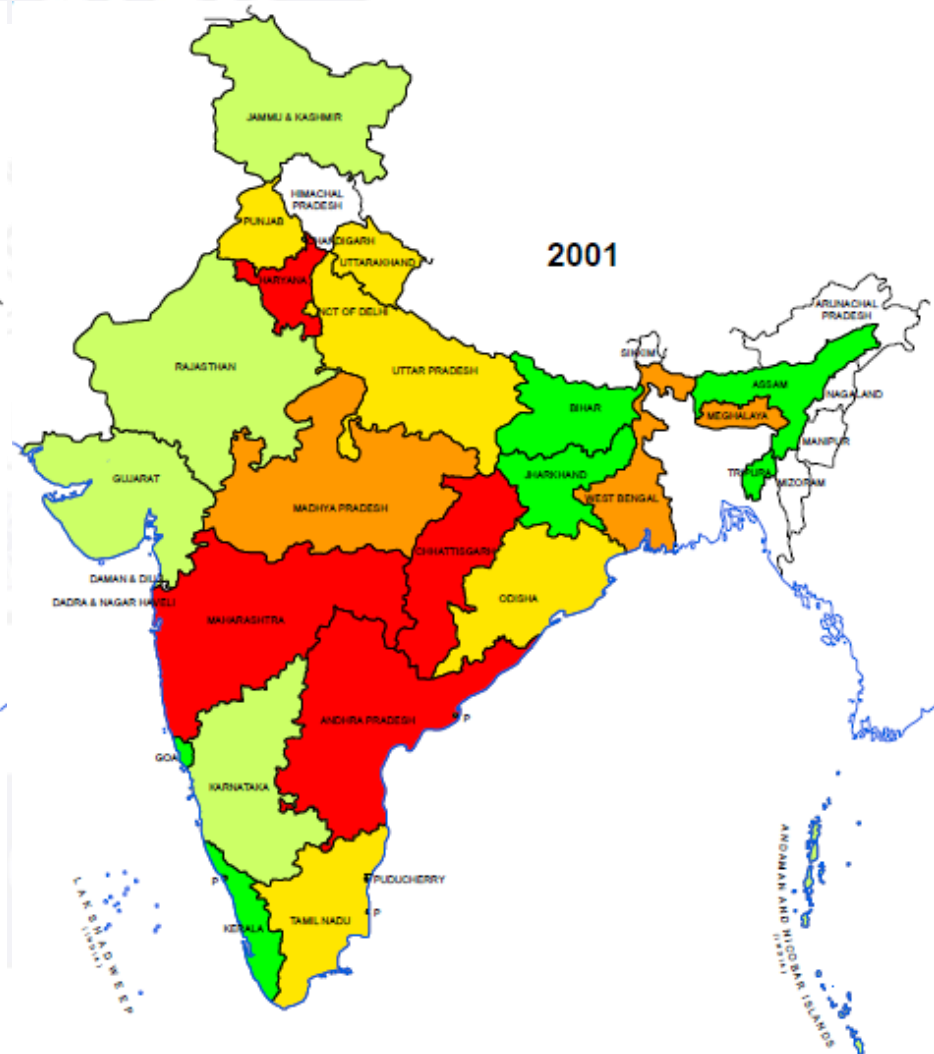 JAMMU & KASHMIR
HIMACHAL
PRADESH
PUNJAB
CHANDIGARH
UTTARAKHAND
2001
HARYANA
NCT OF DELHI
ARUNACHAL
PRADESH
SIKKIM
RAJASTHAN
UTTAR PRADESH
ASSAM
NAGALAND
BIHAR
MEGHALAYA
MANIPUR
GUJARAT
JHARKHAND
TRIPURA
MIZORAM
WEST BENGAL
MADHYA PRADESH
CHHATTISGARH
DAMAN & DIU
DADRA & NAGAR HAVELI
ODISHA
MAHARASHTRA
ANDHRA PRADESH
P
GOA
KARNATAKA
P
PUDUCHERRY
P
TAMIL NADU
KERALA
LAKSHADWEEP
(INDIA)
ANDAMAN AND NICOBAR ISLANDS
(INDIA)